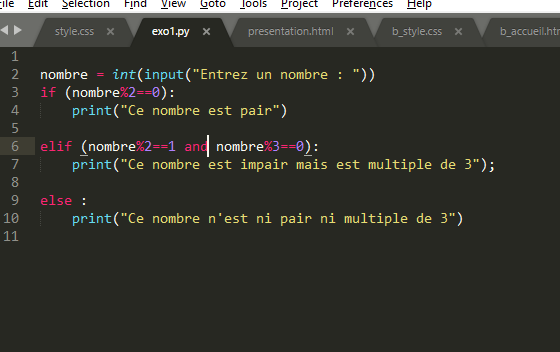 File Edit Selection Find View Goto Tools Project Preferences Help
style.css exo1.py presentation.html b_style.css b_accueil.htm
1
2 nombre = int(input("Entrez un nombre : "))
3 if (nombre%2==0):
4 print("Ce nombre est pair")
5
6 elif (nombre%2==1 and nombre%3==0):
7 print("Ce nombre est impair mais est multiple de 3");
8
9 else :
10 print("Ce nombre n'est ni pair ni multiple de 3")
11